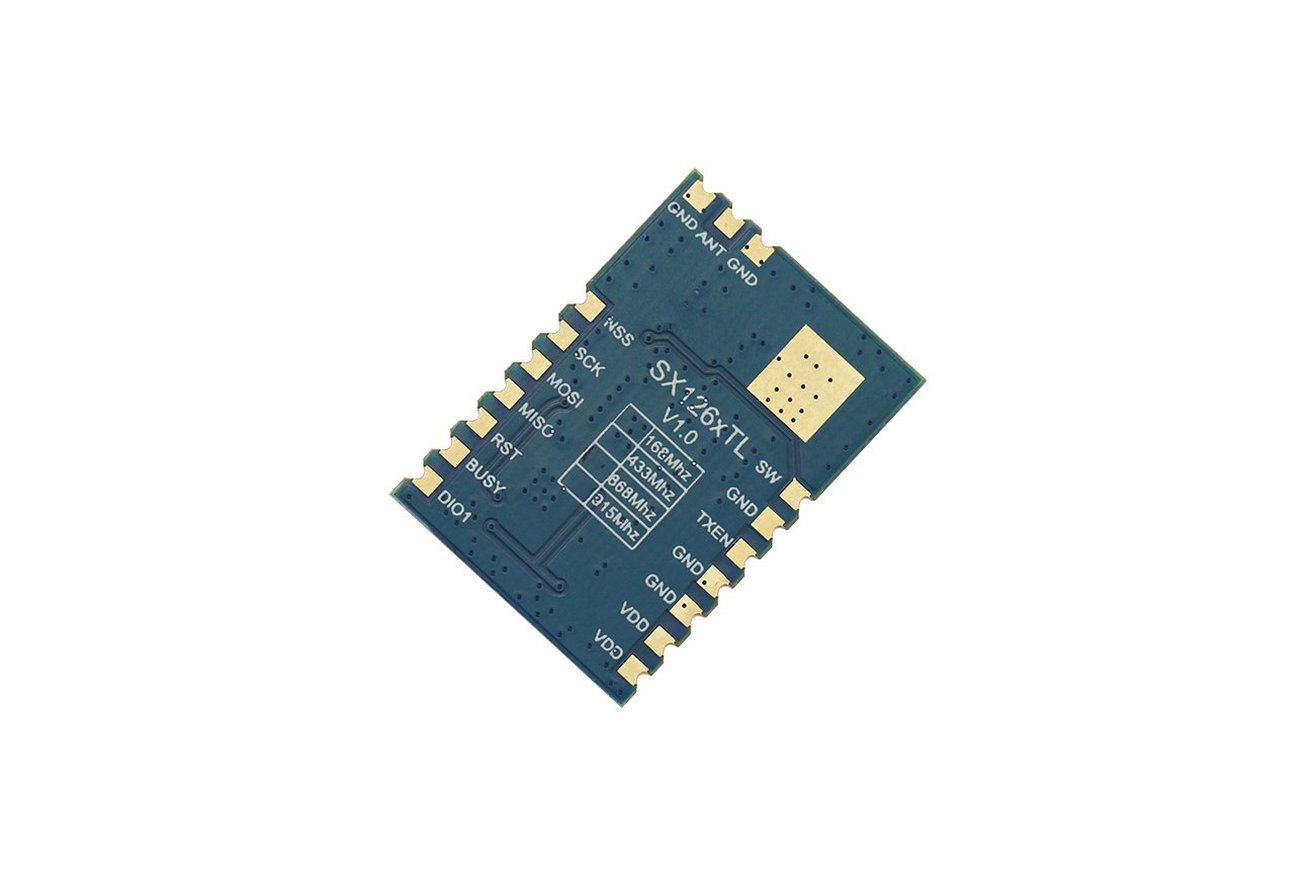 GND
ANT
GND
NSS
SCK
MOSI
MISO
RST
BUSY
DIO1
SX126xTL
V1.0
168Mhz
433Mhz
868Mhz
915Mhz
SW
GND
TXEN
GND
GND
VDD
VDD